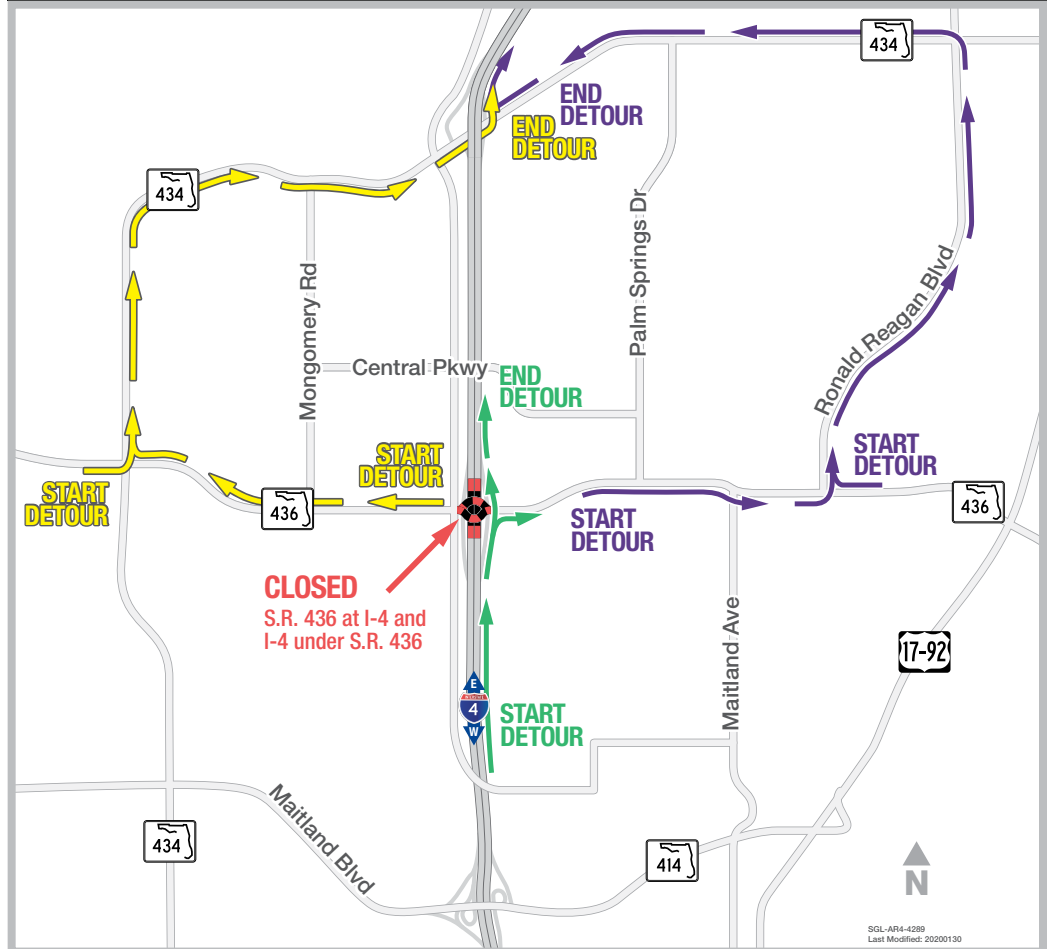 434
END
DETOUR
END
DETOUR
434
Palm Springs Dr
Mongomery Rd
Ronald Reagan Blvd
Central Pkwy
END
DETOUR
START
DETOUR
START
DETOUR
START
DETOUR
436
436
START
DETOUR
CLOSED
S.R. 436 at I-4 and
I-4 under S.R. 436
Maitland Ave
17-92
E
4
W
START
DETOUR
Maitland Blvd
434
414
N
SGL-AR4-4289
Last Modified: 20200130